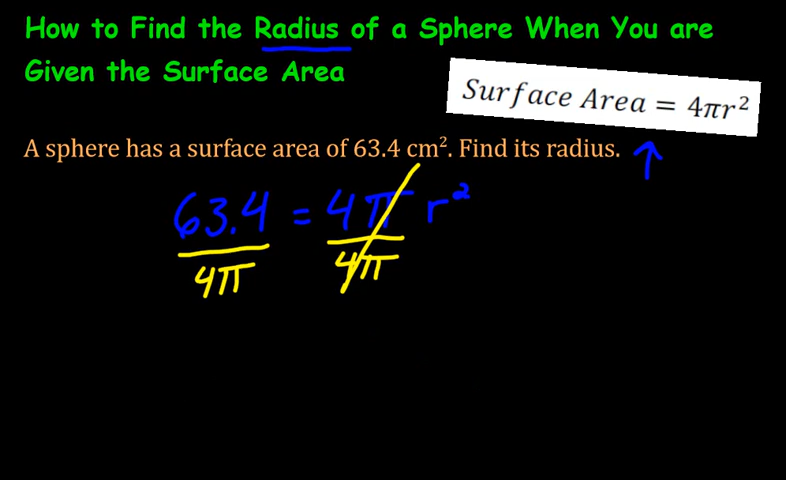 How to Find the Radius of a Sphere When You are
Given the Surface Area
Surface Area = 4πr²
A sphere has a surface area of 63.4 cm². Find its radius.
63.4 = 4π r²
4π 4π